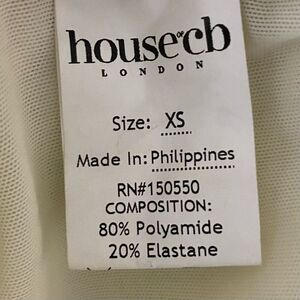 house of cb
LONDON
Size: XS
Made In: Philippines
RN#150550
COMPOSITION:
80% Polyamide
20% Elastane